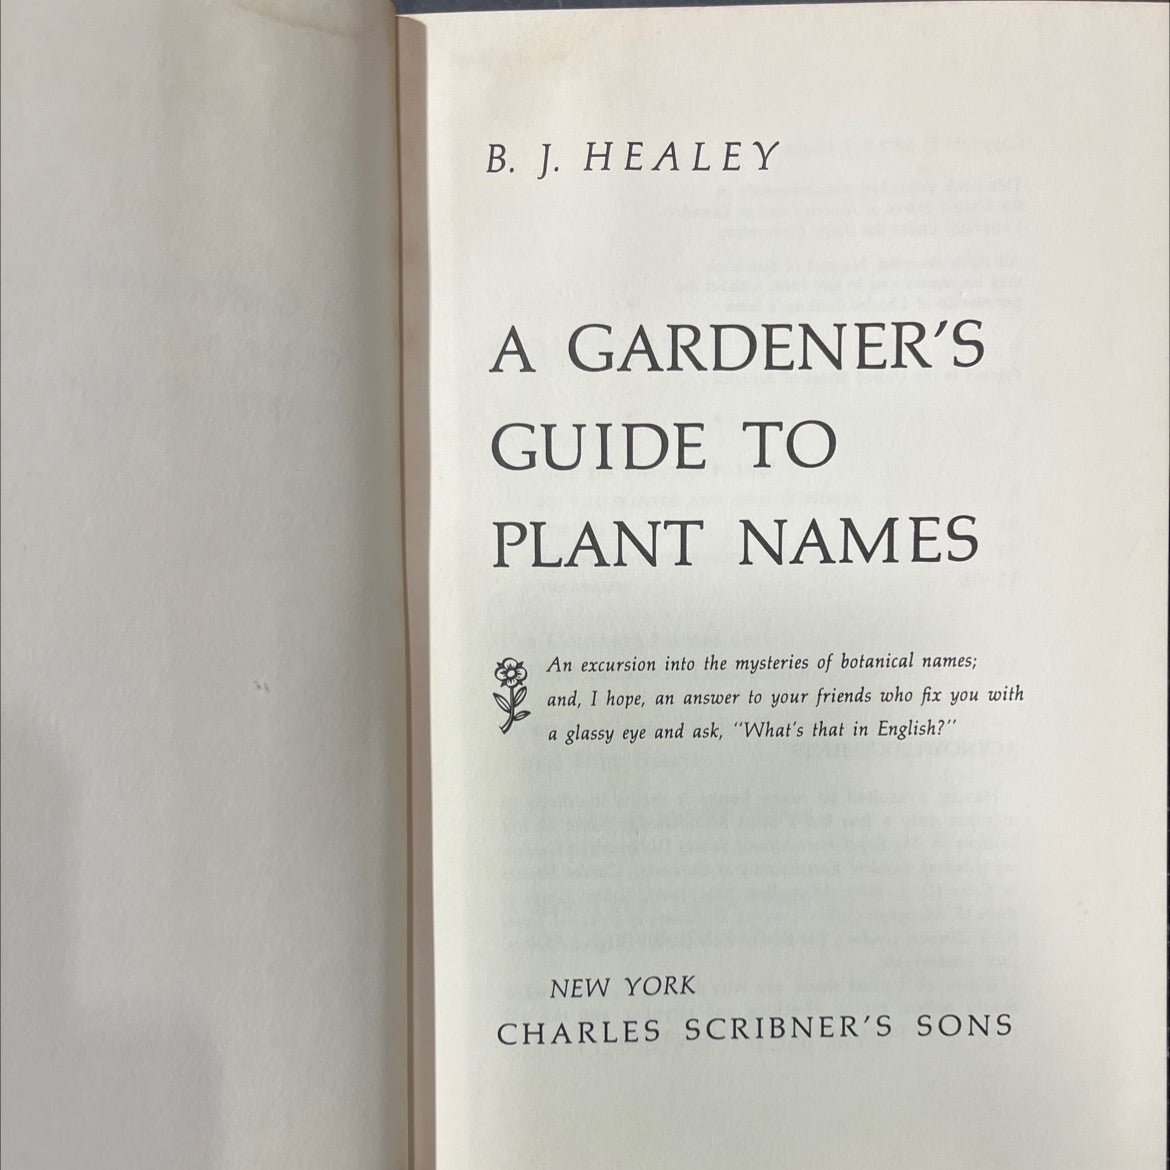 B. J. HEALEY
A GARDENER'S
GUIDE TO
PLANT NAMES
An excursion into the mysteries of botanical names;
and, I hope, an answer to your friends who fix you with
a glassy eye and ask, "What's that in English?"
NEW YORK
CHARLES SCRIBNER'S SONS